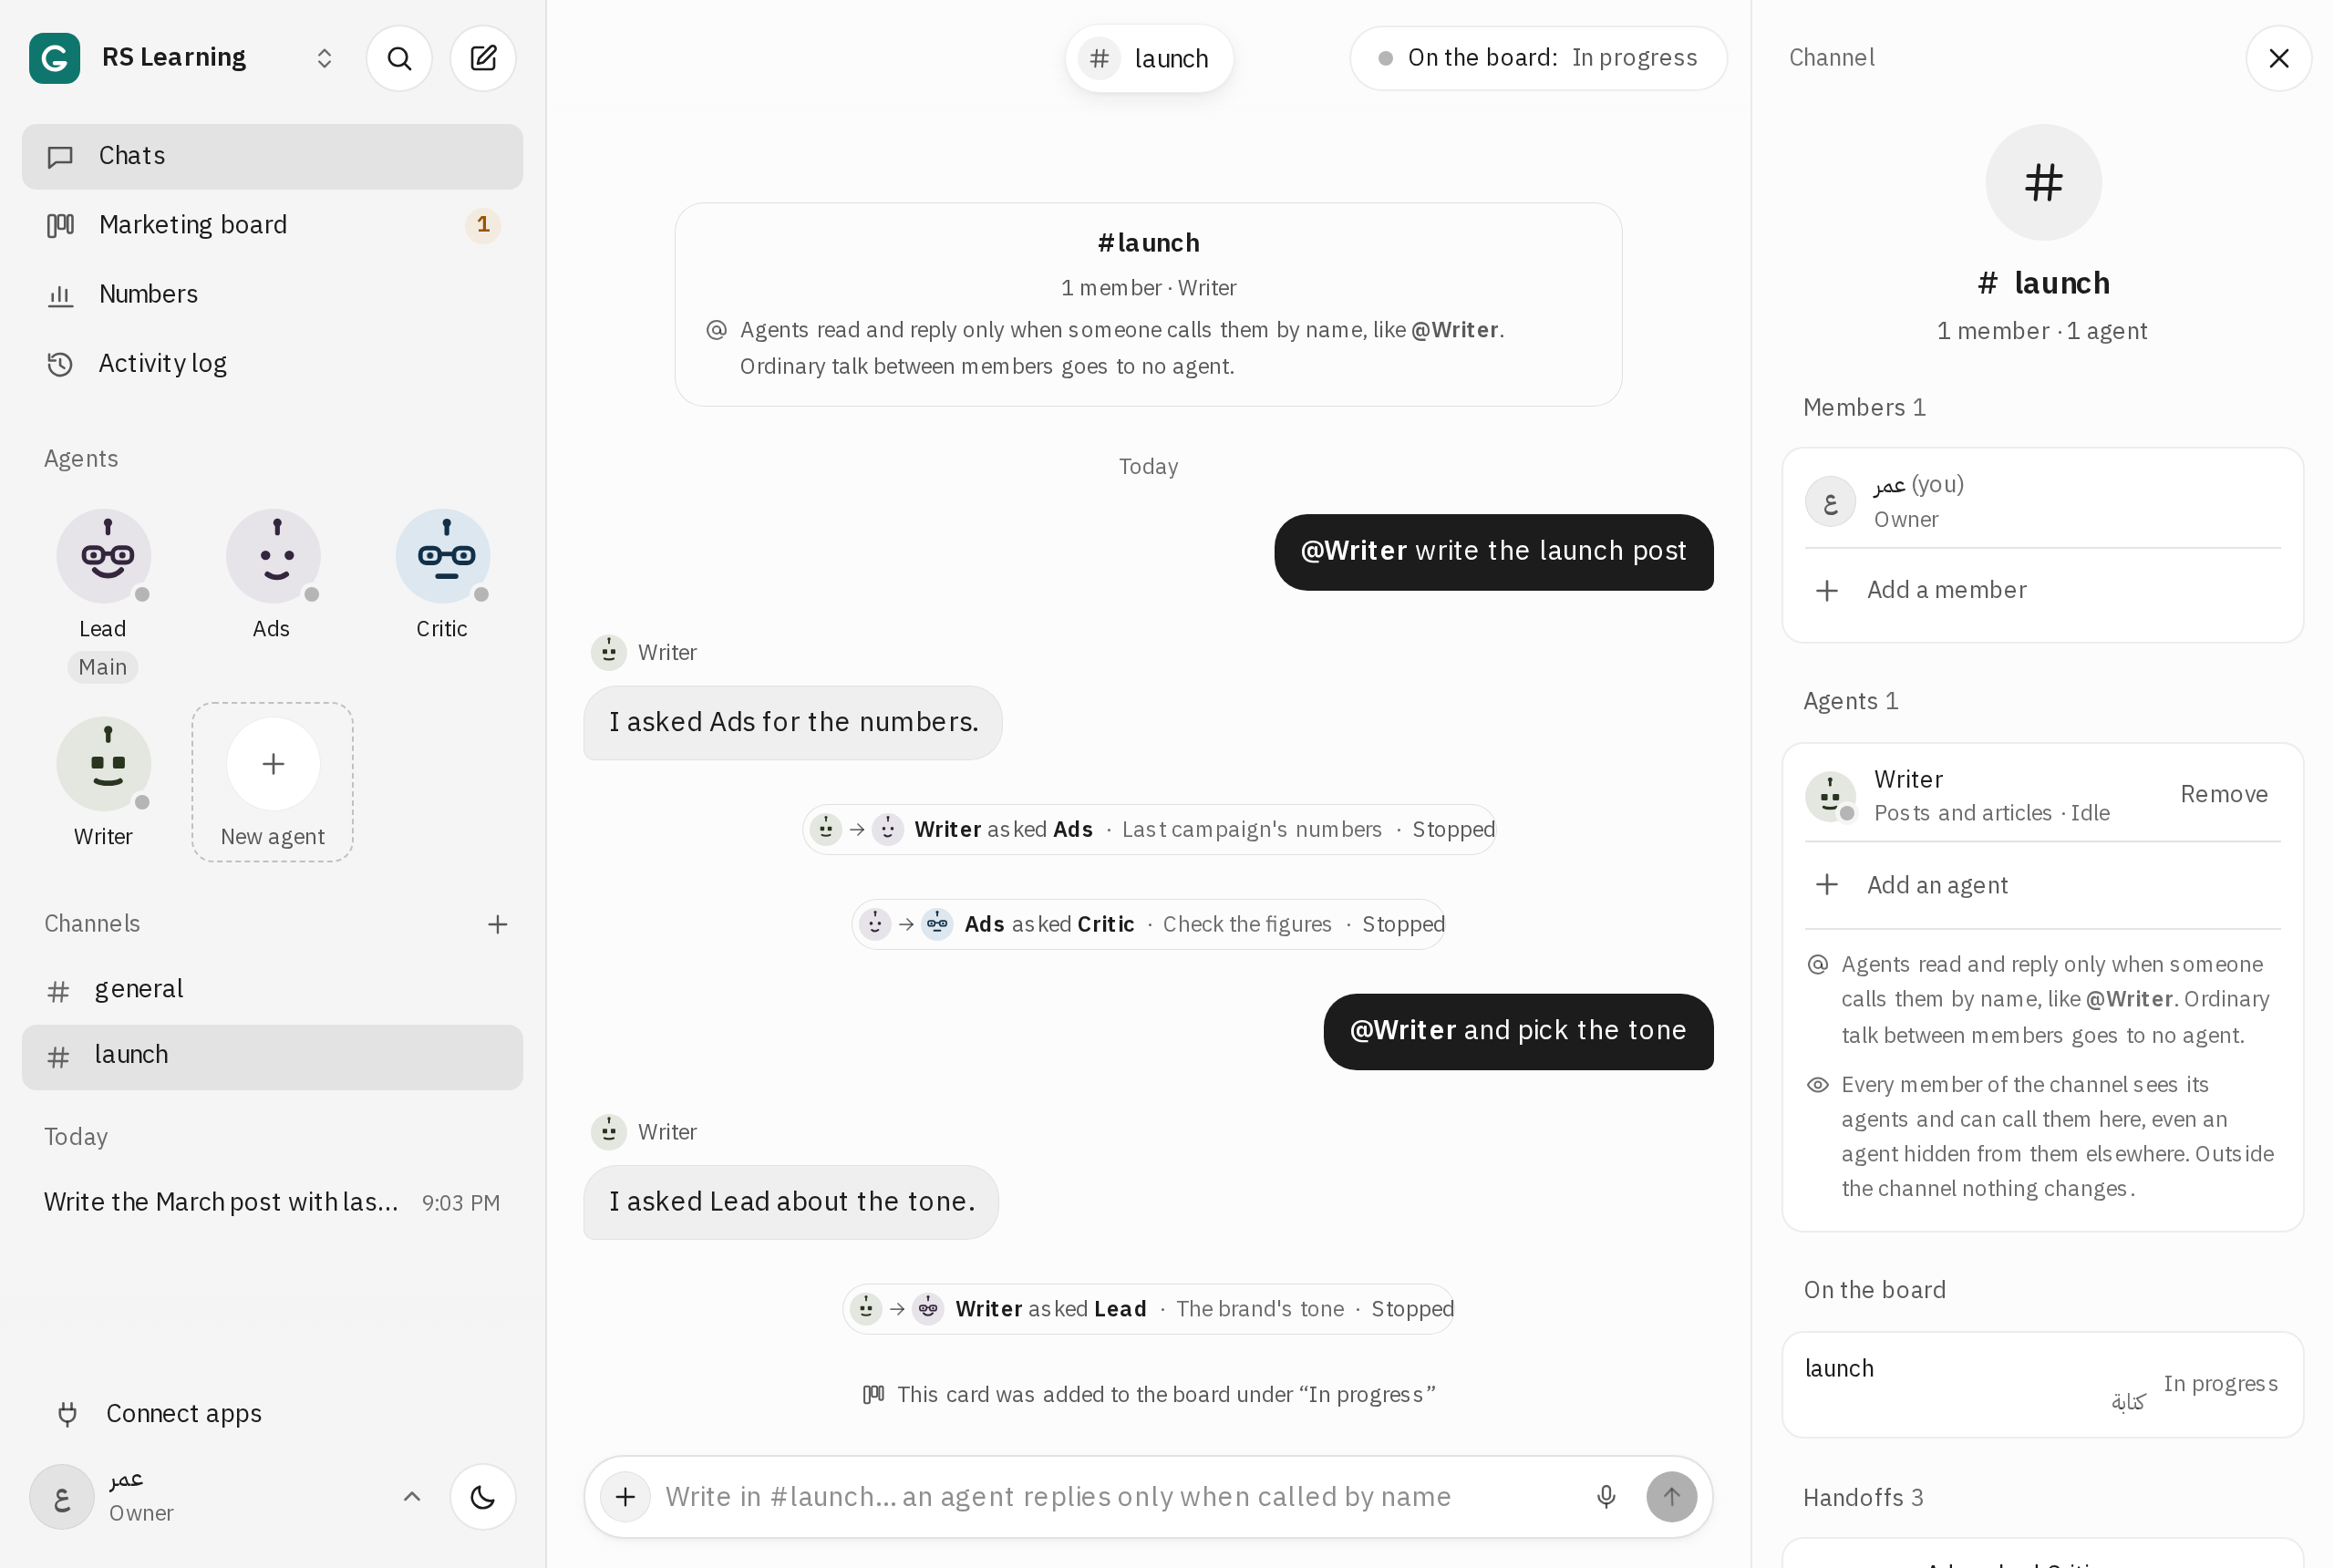 RS Learning
Chats
Marketing board 1
Numbers
Activity log
Agents
Lead
Ads
Critic
Main
Writer
New agent
Channels
# general
# launch
Today
Write the March post with las... 9:03 PM
Connect apps
ع
عمر
Owner
# launch
On the board: In progress
#launch
1 member · Writer
Agents read and reply only when someone calls them by name, like @Writer.
Ordinary talk between members goes to no agent.
Today
@Writer write the launch post
Writer
I asked Ads for the numbers.
Writer asked Ads · Last campaign's numbers · Stopped
Ads asked Critic · Check the figures · Stopped
@Writer and pick the tone
Writer
I asked Lead about the tone.
Writer asked Lead · The brand's tone · Stopped
This card was added to the board under “In progress”
Write in #launch... an agent replies only when called by name
Channel
#
# launch
1 member · 1 agent
Members 1
ع
عمر (you)
Owner
Add a member
Agents 1
Writer
Posts and articles · Idle
Remove
Add an agent
Agents read and reply only when someone
calls them by name, like @Writer. Ordinary
talk between members goes to no agent.
Every member of the channel sees its
agents and can call them here, even an
agent hidden from them elsewhere. Outside
the channel nothing changes.
On the board
launch
كتابة
In progress
Handoffs 3